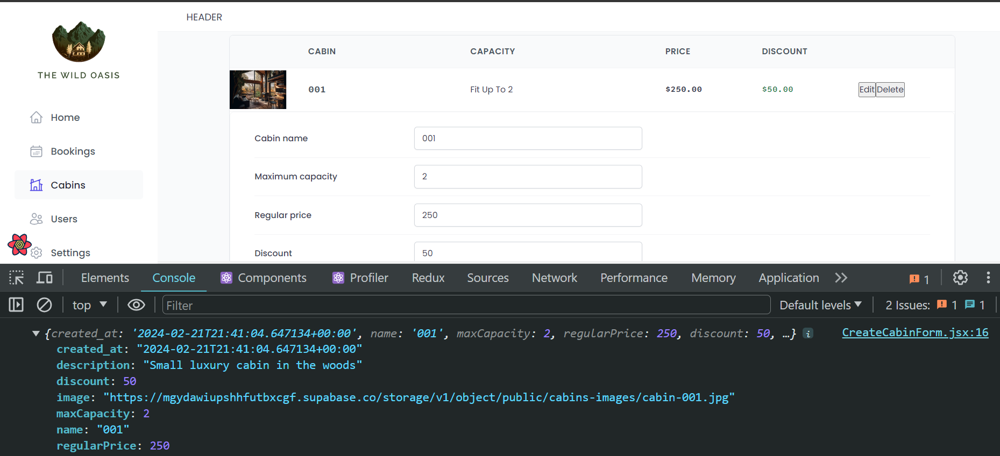 HEADER
THE WILD OASIS
Home
Bookings
Cabins
Users
Settings
CABIN CAPACITY PRICE DISCOUNT
001 Fit Up To 2 $250.00 $50.00 Edit Delete
Cabin name 001
Maximum capacity 2
Regular price 250
Discount 50
Elements Console Components Profiler Redux Sources Network Performance Memory Application 1
top Filter Default levels 2 Issues: 1 1
{created_at: '2024-02-21T21:41:04.647134+00:00', name: '001', maxCapacity: 2, regularPrice: 250, discount: 50, …} i CreateCabinForm.jsx:16
created_at: "2024-02-21T21:41:04.647134+00:00"
description: "Small luxury cabin in the woods"
discount: 50
image: "https://mgydawiupshhfutbxcgf.supabase.co/storage/v1/object/public/cabins-images/cabin-001.jpg"
maxCapacity: 2
name: "001"
regularPrice: 250